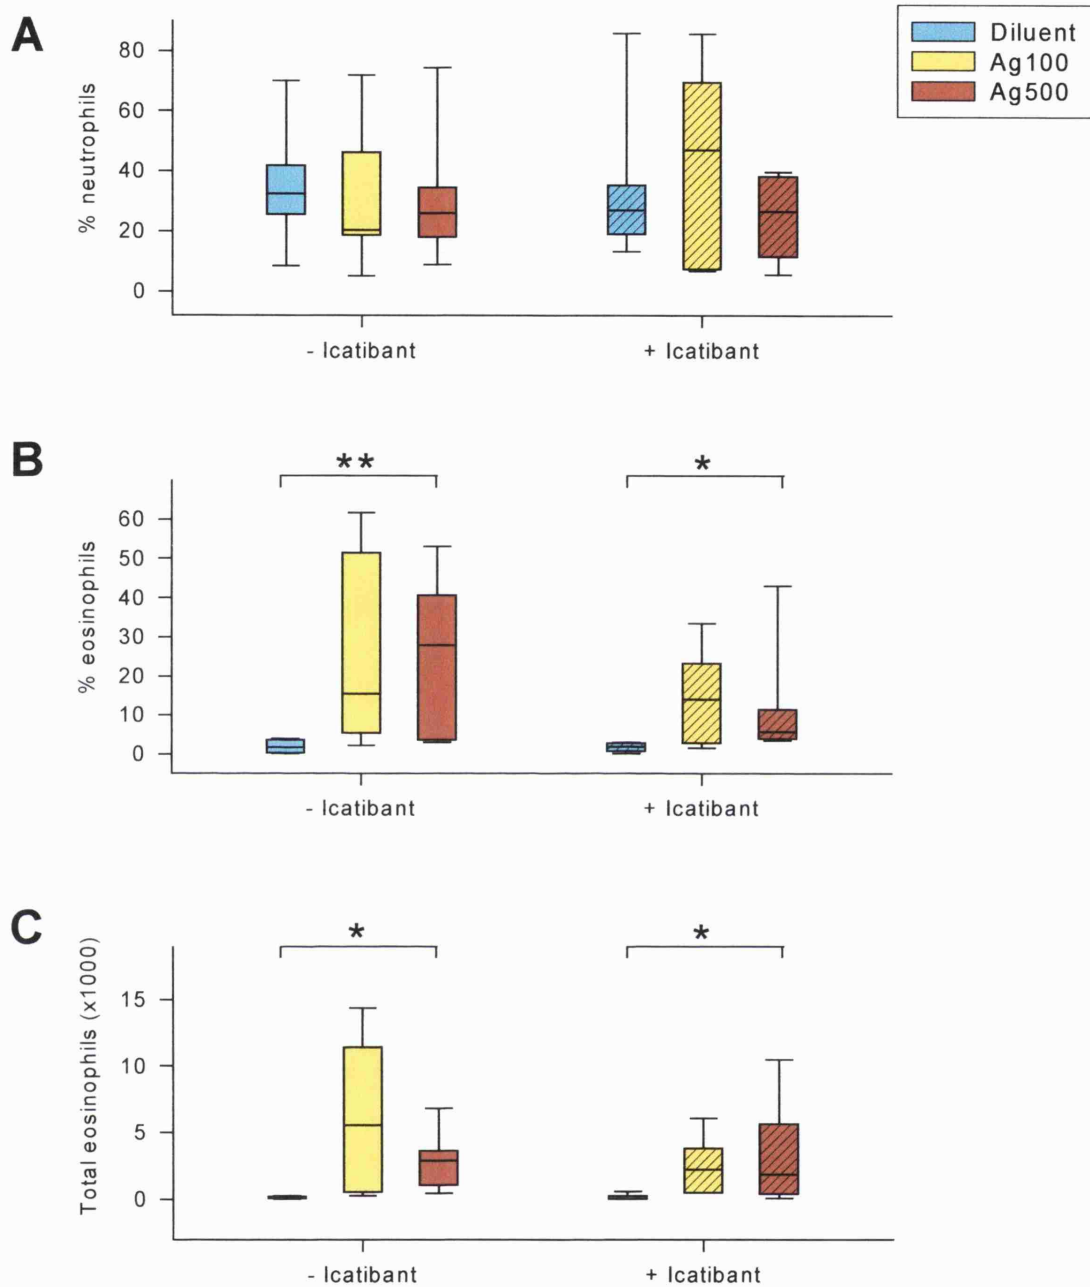 A
Diluent
Ag100
Ag500
% neutrophils
80
60
40
20
0
- Icatibant
+ Icatibant
B
**
*
% eosinophils
60
50
40
30
20
10
0
- Icatibant
+ Icatibant
C
*
*
Total eosinophils (x1000)
15
10
5
0
- Icatibant
+ Icatibant